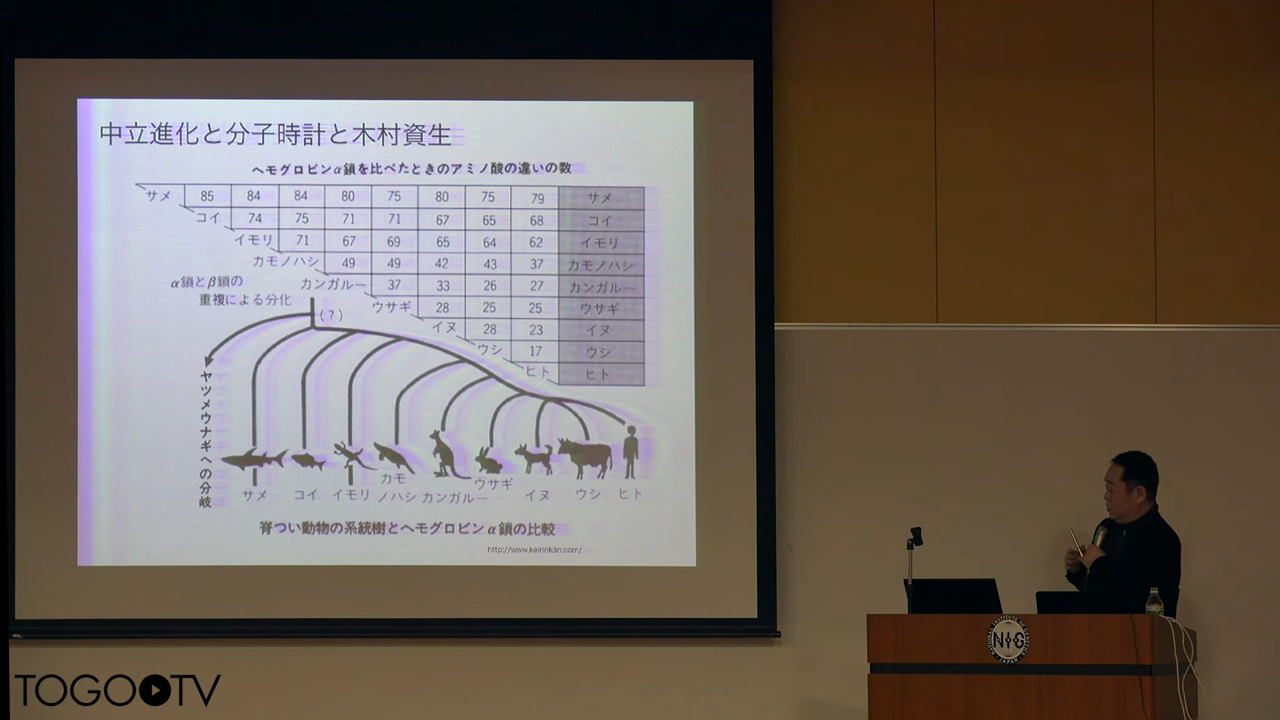 中立進化と分子時計と木村資生
ヘモグロビンα鎖を比べたときのアミノ酸の違いの数
サメ 85 84 84 80 75 80 75 79 サメ
コイ 74 75 71 71 67 65 68 コイ
イモリ 71 67 69 65 64 62 イモリ
カモノハシ 49 49 42 43 37 カモノハシ
カンガルー 37 33 26 27 カンガルー
ウサギ 28 25 25 ウサギ
イヌ 28 23 イヌ
ウシ 17 ウシ
ヒト ヒト
α鎖とβ鎖の
重複による分化
(?)
ヤツメウナギへの分岐
サメ コイ イモリ カモノハシ カンガルー ウサギ イヌ ウシ ヒト
脊つい動物の系統樹とヘモグロビンα鎖の比較
http://www.keirinkan.com/
NIG
TOGO TV